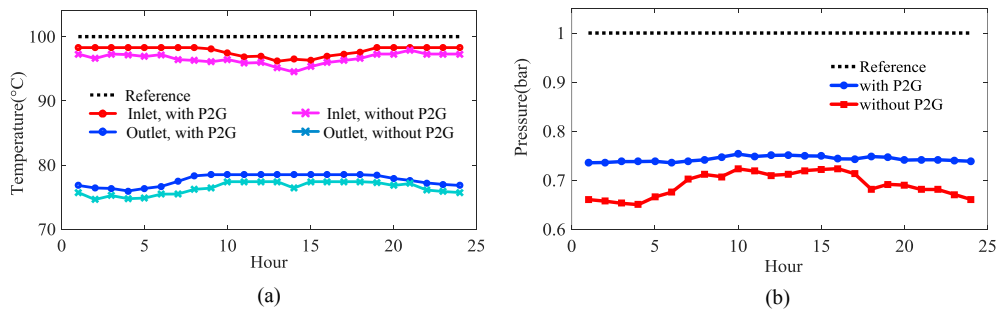 100
90
80
70
Temperature(°C)
Reference
Inlet, with P2G
Inlet, without P2G
Outlet, with P2G
Outlet, without P2G
0
5
10
15
20
25
Hour
(a)
1
0.9
0.8
0.7
0.6
Pressure(bar)
Reference
with P2G
without P2G
0
5
10
15
20
25
Hour
(b)